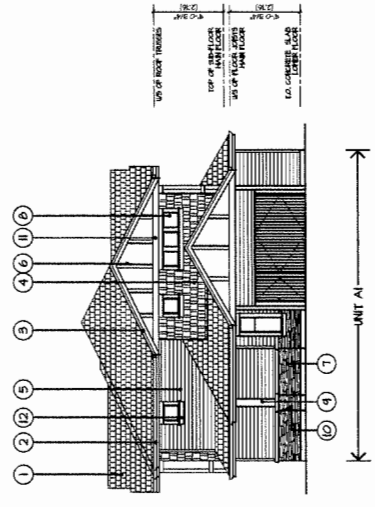 1
2
12
5
3
4
6
11
8
U/S OF ROOF TRUSSES
TOP OF SUB-FLOOR
MAIN FLOOR
U/S OF FLOOR JOISTS
MAIN FLOOR
T.O. CONCRETE SLAB
LOWER FLOOR
10
9
7
UNIT A1